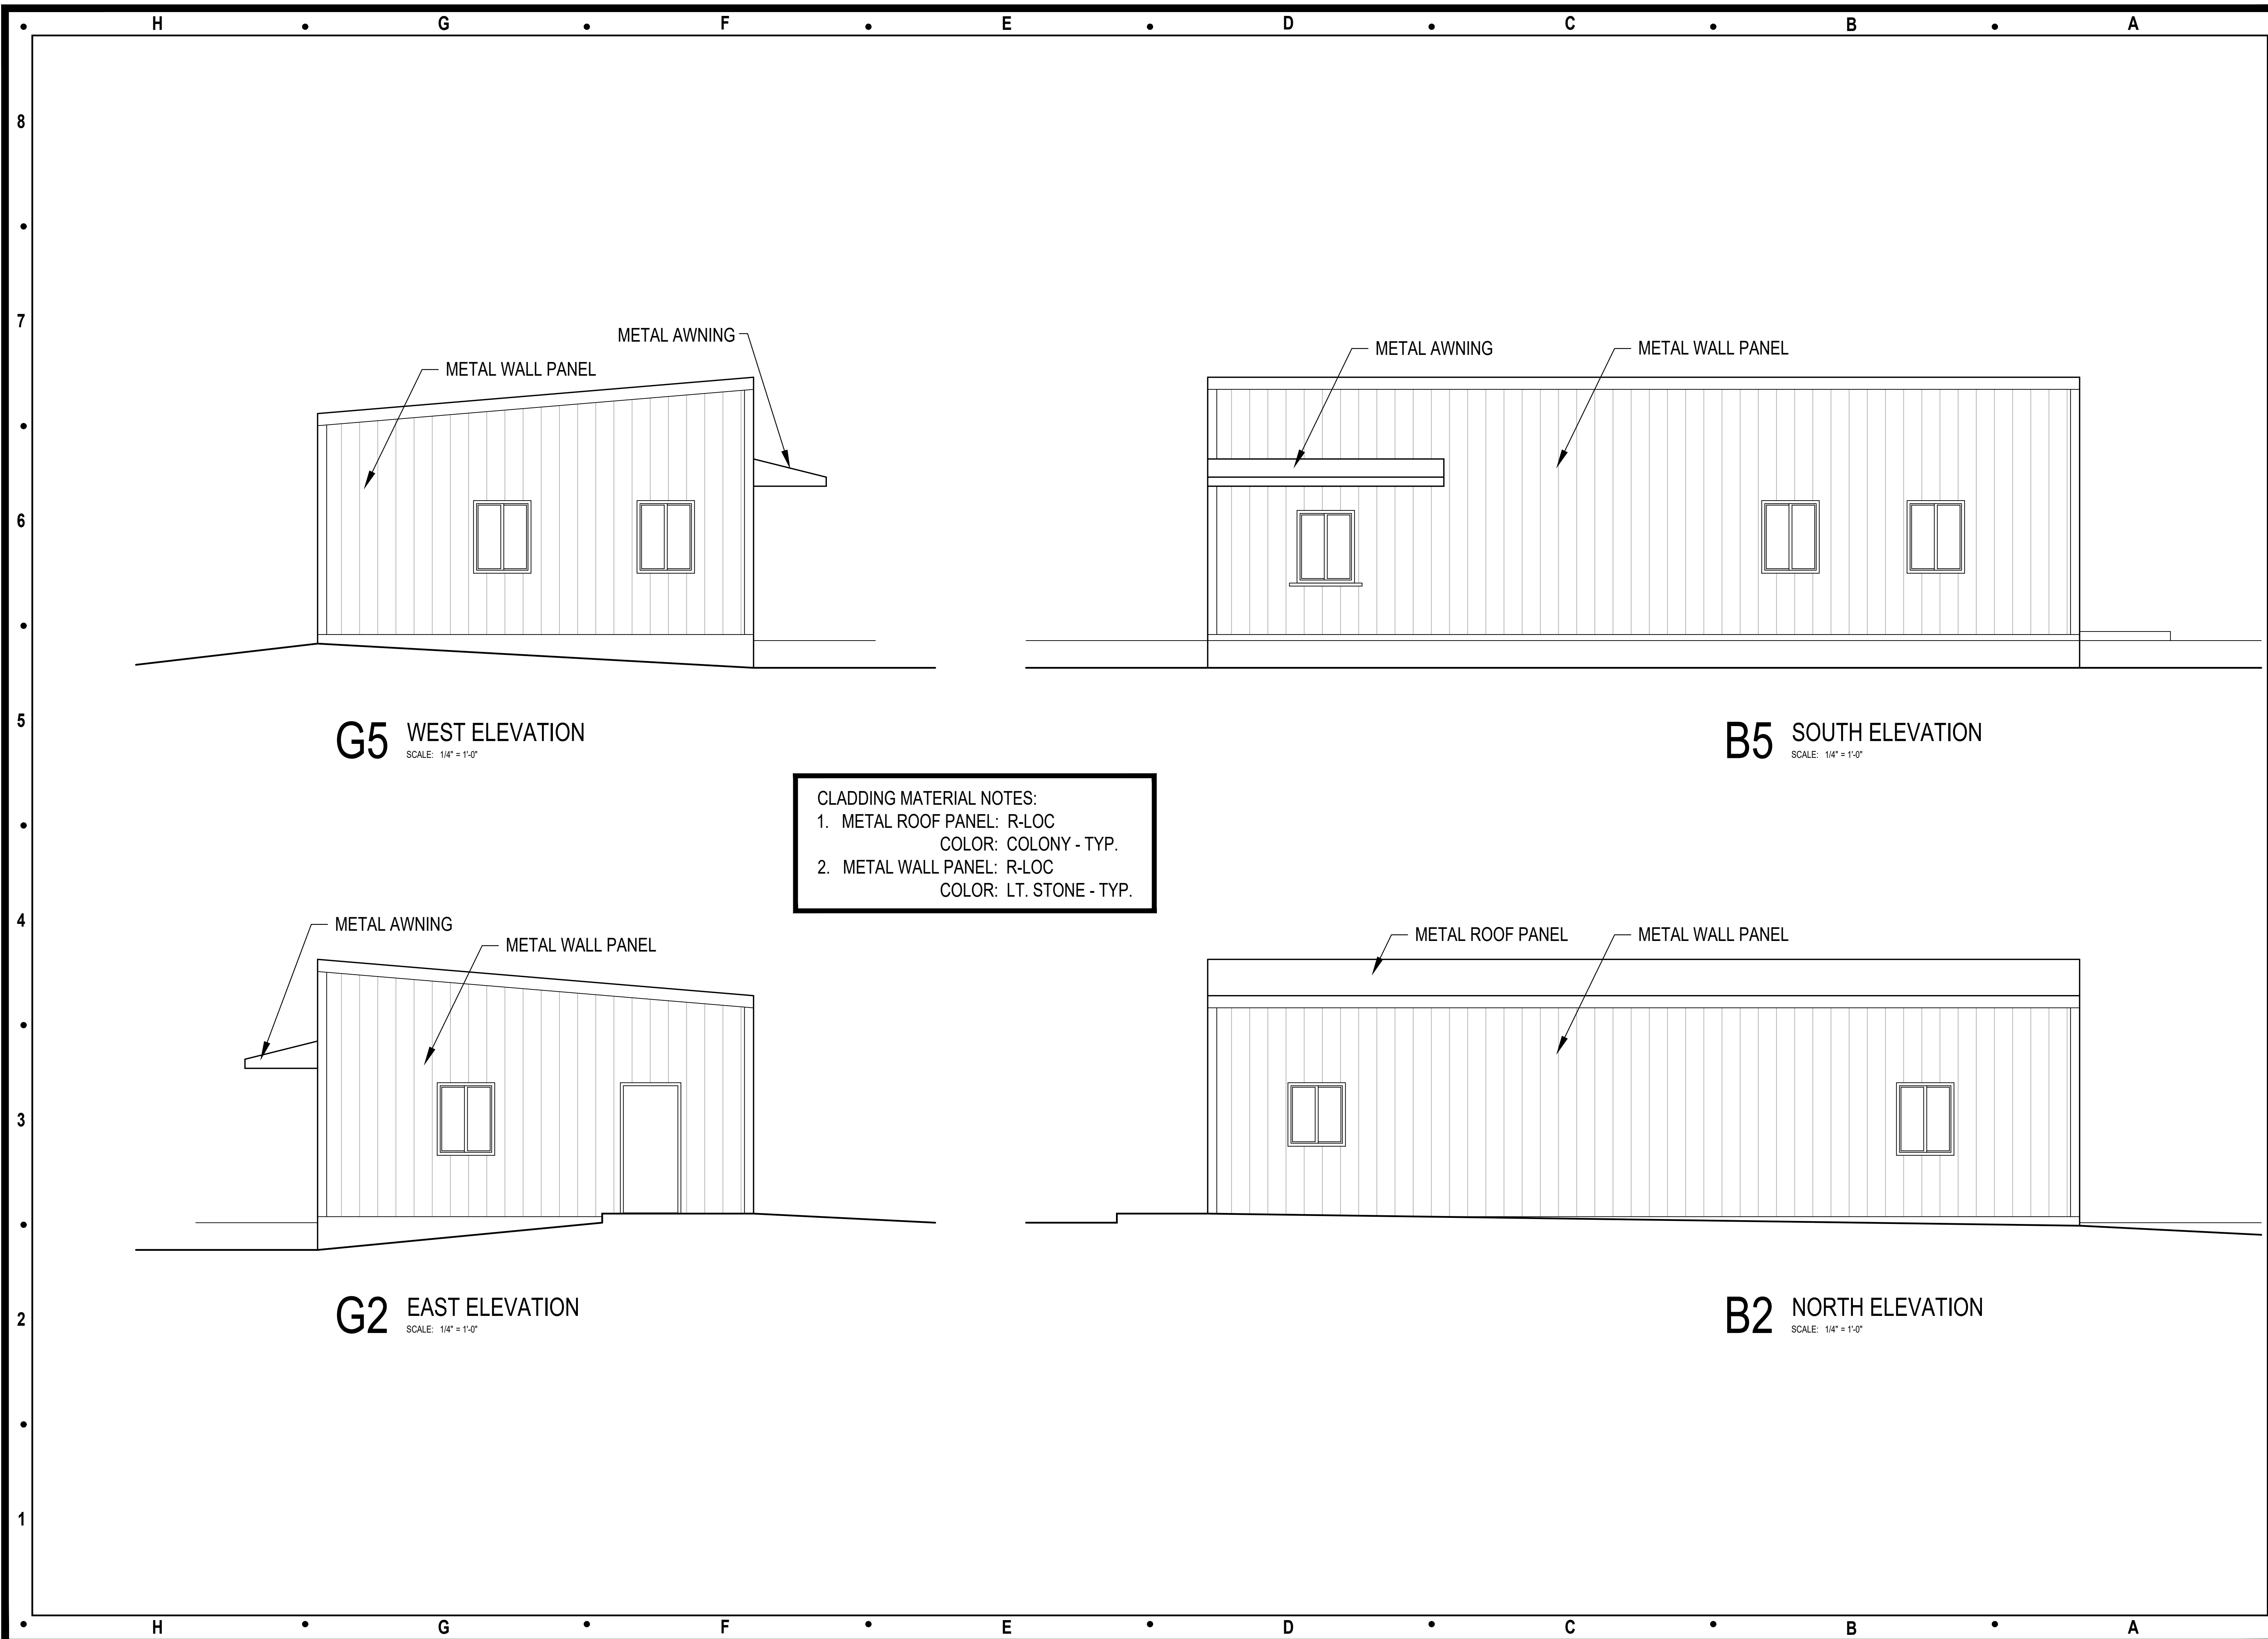 H G F E D C B A
8
7
METAL AWNING
METAL WALL PANEL
METAL AWNING
METAL WALL PANEL
6
5
G5 WEST ELEVATION
SCALE: 1/4" = 1'-0"
B5 SOUTH ELEVATION
SCALE: 1/4" = 1'-0"
CLADDING MATERIAL NOTES:
1. METAL ROOF PANEL: R-LOC
COLOR: COLONY - TYP.
2. METAL WALL PANEL: R-LOC
COLOR: LT. STONE - TYP.
4
METAL AWNING
METAL WALL PANEL
METAL ROOF PANEL
METAL WALL PANEL
3
G2 EAST ELEVATION
SCALE: 1/4" = 1'-0"
B2 NORTH ELEVATION
SCALE: 1/4" = 1'-0"
2
1
H G F E D C B A